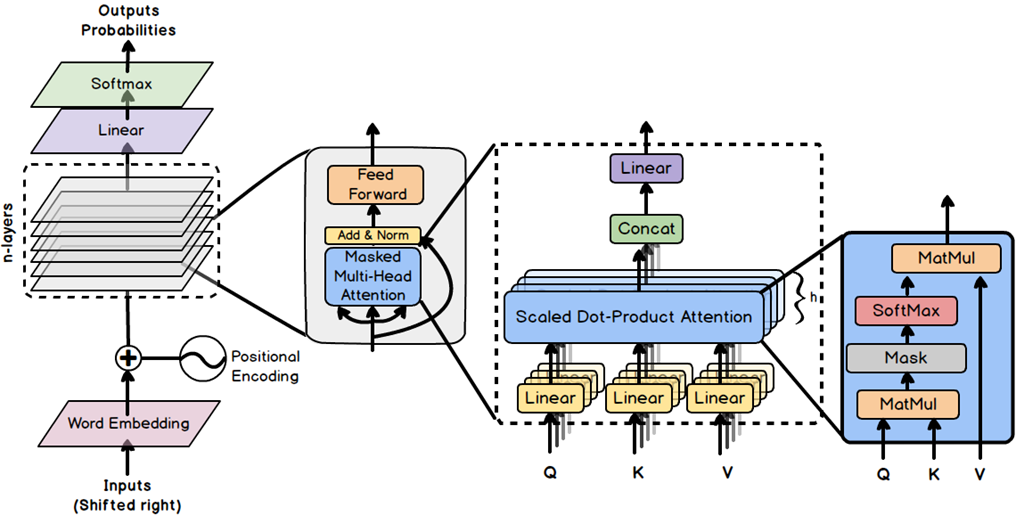 Outputs
Probabilities
Softmax
Linear
n-layers
Positional
Encoding
Word Embedding
Inputs
(Shifted right)
Feed
Forward
Add & Norm
Masked
Multi-Head
Attention
Linear
Concat
Scaled Dot-Product Attention
h
Linear
Linear
Linear
Q
K
V
MatMul
SoftMax
Mask
MatMul
Q
K
V